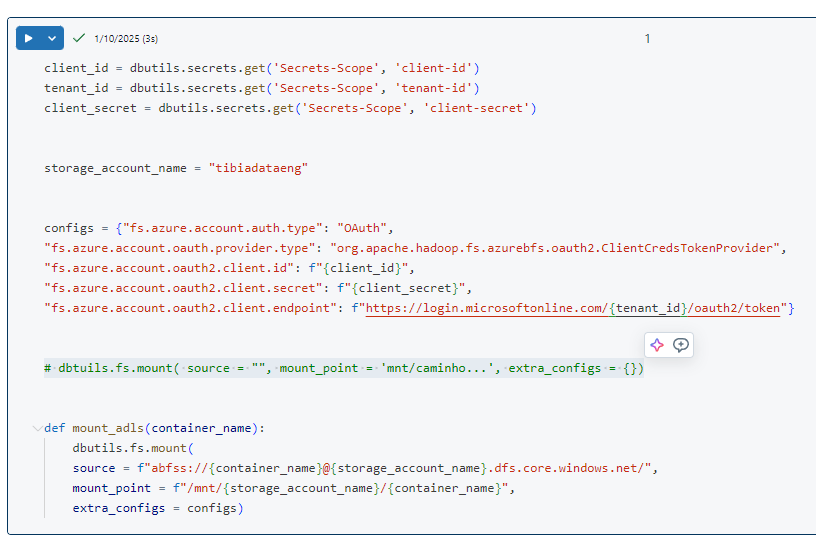 1/10/2025 (3s)
1
client_id = dbutils.secrets.get('Secrets-Scope', 'client-id')
tenant_id = dbutils.secrets.get('Secrets-Scope', 'tenant-id')
client_secret = dbutils.secrets.get('Secrets-Scope', 'client-secret')
storage_account_name = "tibiadataeng"
configs = {"fs.azure.account.auth.type": "OAuth",
"fs.azure.account.oauth.provider.type": "org.apache.hadoop.fs.azurebfs.oauth2.ClientCredsTokenProvider",
"fs.azure.account.oauth2.client.id": f"{client_id}",
"fs.azure.account.oauth2.client.secret": f"{client_secret}",
"fs.azure.account.oauth2.client.endpoint": f"https://login.microsoftonline.com/{tenant_id}/oauth2/token"}
# dbtuils.fs.mount( source = "", mount_point = 'mnt/caminho...', extra_configs = {})
def mount_adls(container_name):
    dbutils.fs.mount(
    source = f"abfss://{container_name}@{storage_account_name}.dfs.core.windows.net/",
    mount_point = f"/mnt/{storage_account_name}/{container_name}",
    extra_configs = configs)